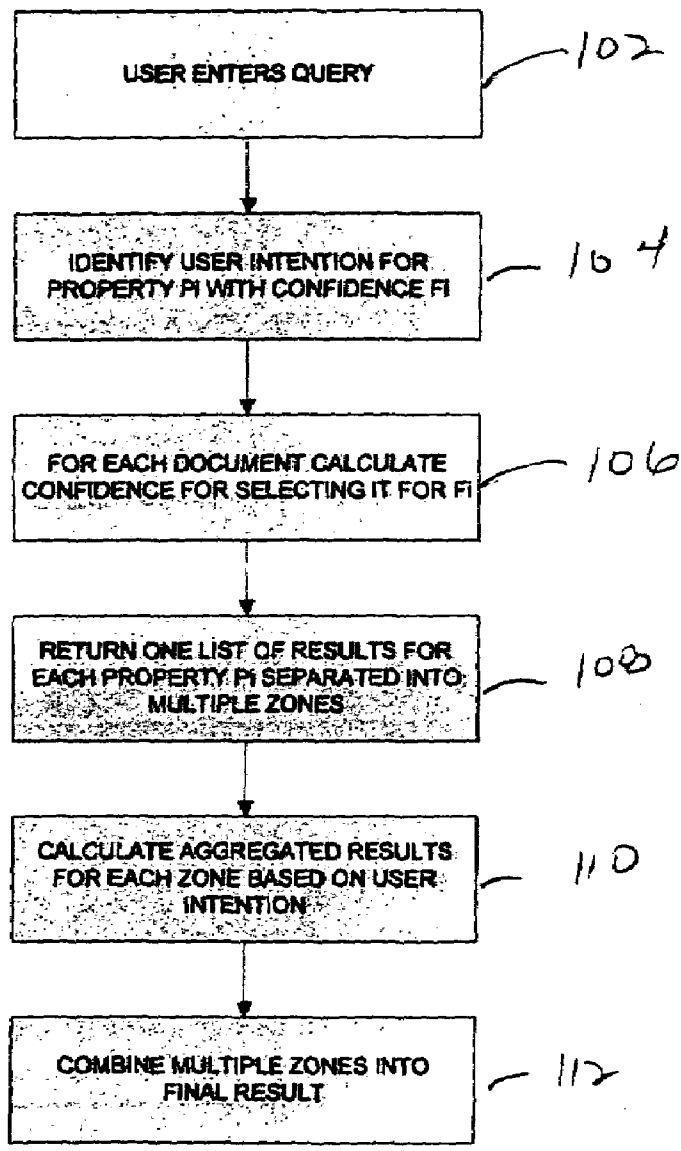 USER ENTERS QUERY
102
IDENTIFY USER INTENTION FOR
PROPERTY Pi WITH CONFIDENCE Fi
104
FOR EACH DOCUMENT CALCULATE
CONFIDENCE FOR SELECTING IT FOR Fi
106
RETURN ONE LIST OF RESULTS FOR
EACH PROPERTY Pi SEPARATED INTO
MULTIPLE ZONES
108
CALCULATE AGGREGATED RESULTS
FOR EACH ZONE BASED ON USER
INTENTION
110
COMBINE MULTIPLE ZONES INTO
FINAL RESULT
112